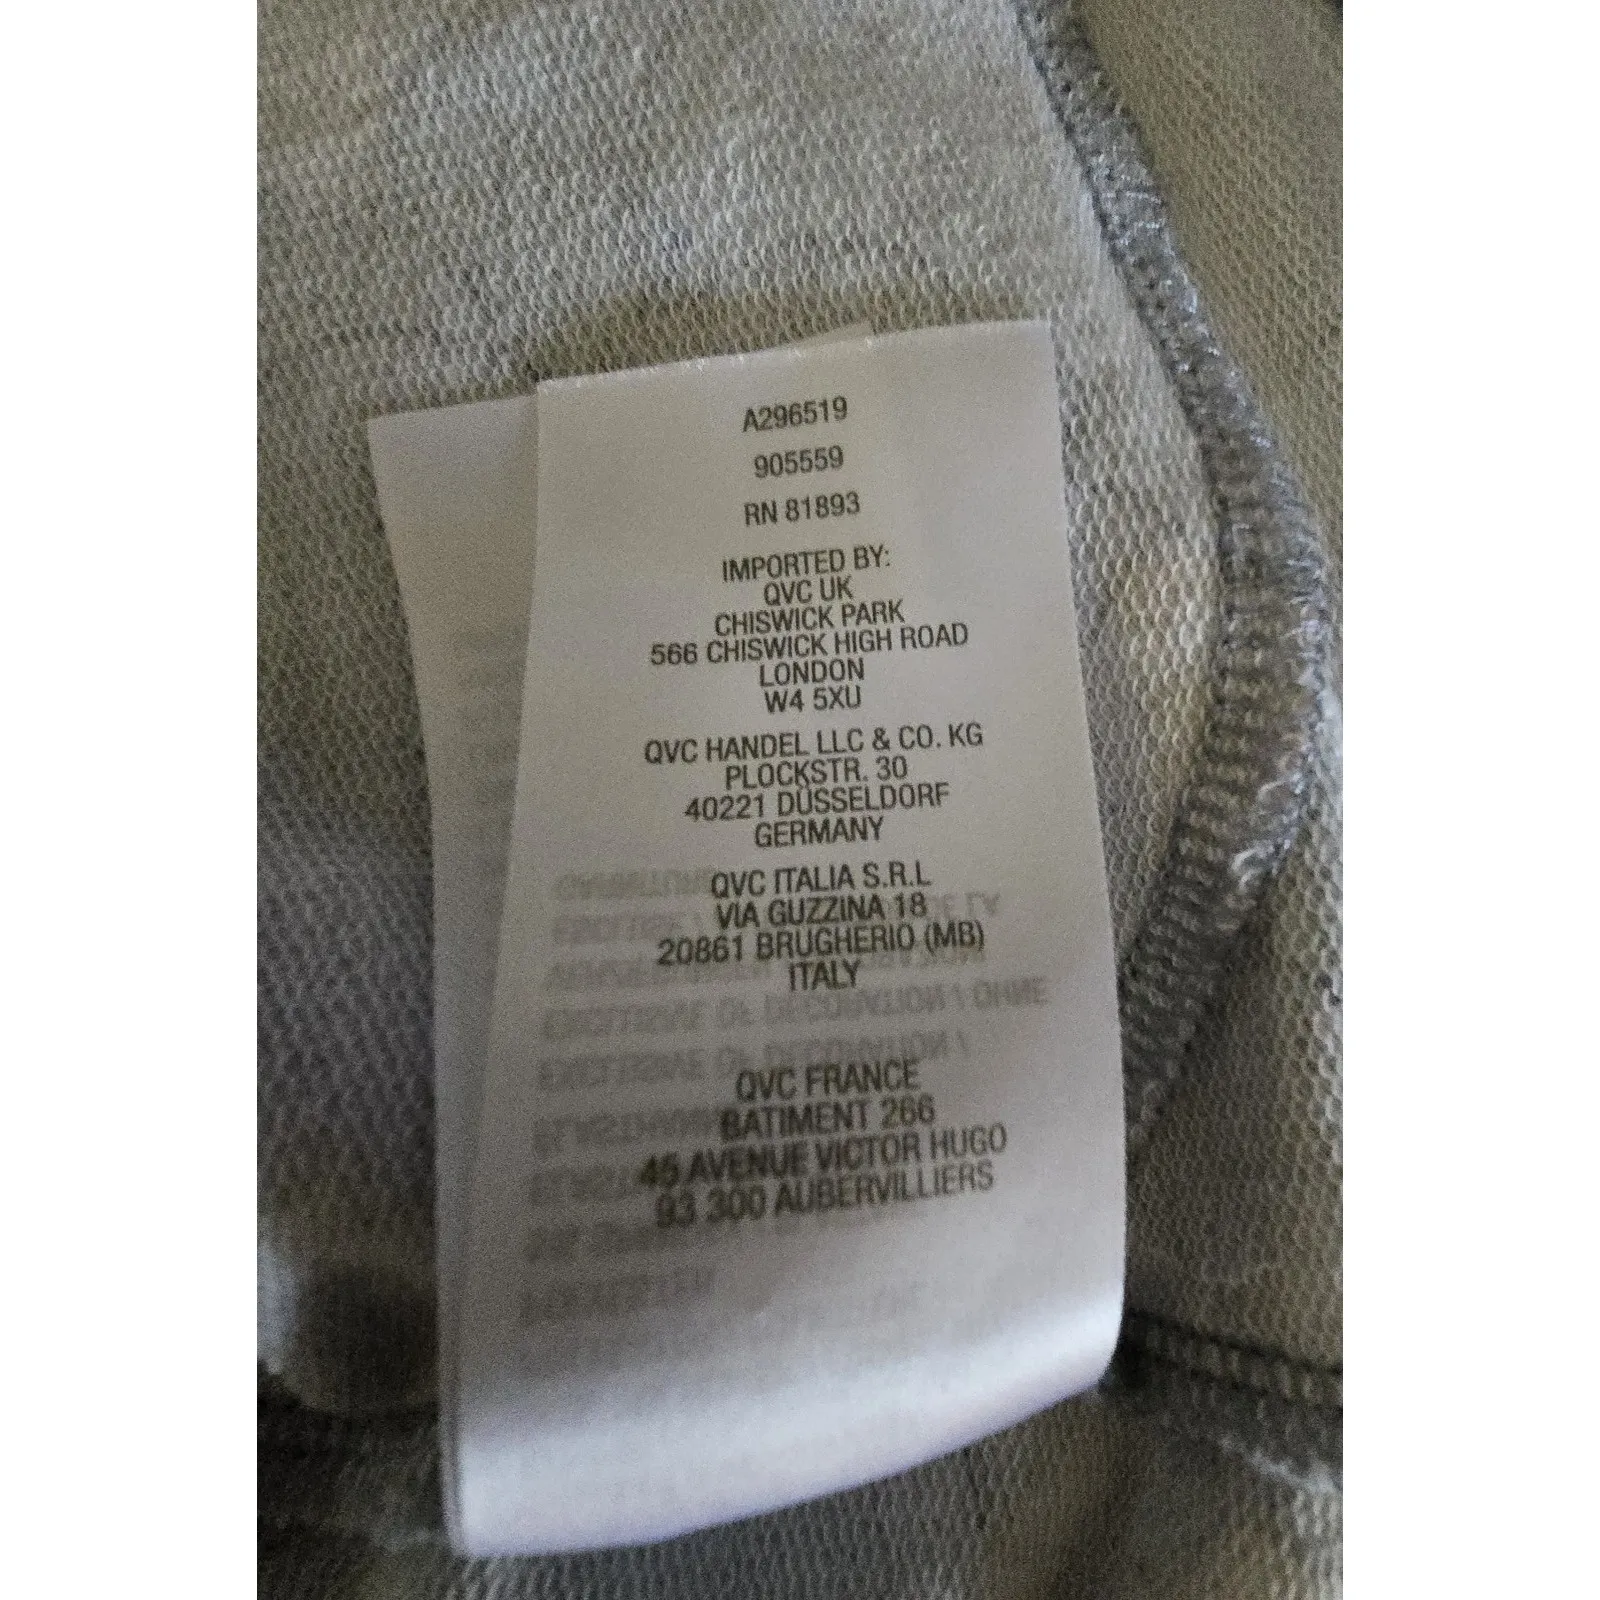 A296519
905559
RN 81893
IMPORTED BY:
QVC UK
CHISWICK PARK
566 CHISWICK HIGH ROAD
LONDON
W4 5XU
QVC HANDEL LLC & CO. KG
PLOCKSTR. 30
40221 DÜSSELDORF
GERMANY
QVC ITALIA S.R.L
VIA GUZZINA 18
20861 BRUGHERIO (MB)
ITALY
QVC FRANCE
BATIMENT 266
45 AVENUE VICTOR HUGO
93 300 AUBERVILLIERS